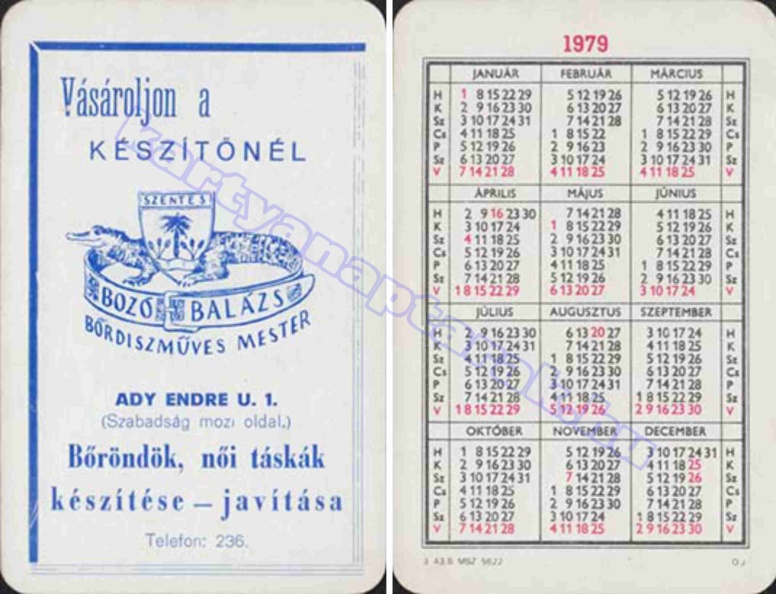 Vásároljon a
KÉSZÍTŐNÉL
SZENTES
BOZÓ BALÁZS
BŐRDISZMŰVES MESTER
ADY ENDRE U. 1.
(Szabadság mozi oldal.)
Bőröndök, női táskák
készítése – javítása
Telefon: 236.
1979
JANUÁR FEBRUÁR MÁRCIUS
H 1 8 15 22 29 5 12 19 26 5 12 19 26 H
K 2 9 16 23 30 6 13 20 27 6 13 20 27 K
Sz 3 10 17 24 31 7 14 21 28 7 14 21 28 Sz
Cs 4 11 18 25 1 8 15 22 1 8 15 22 29 Cs
P 5 12 19 26 2 9 16 23 2 9 16 23 30 P
Sz 6 13 20 27 3 10 17 24 3 10 17 24 31 Sz
V 7 14 21 28 4 11 18 25 4 11 18 25 V
ÁPRILIS MÁJUS JÚNIUS
H 2 9 16 23 30 7 14 21 28 4 11 18 25 H
K 3 10 17 24 1 8 15 22 29 5 12 19 26 K
Sz 4 11 18 25 2 9 16 23 30 6 13 20 27 Sz
Cs 5 12 19 26 3 10 17 24 31 7 14 21 28 Cs
P 6 13 20 27 4 11 18 25 1 8 15 22 29 P
Sz 7 14 21 28 5 12 19 26 2 9 16 23 30 Sz
V 1 8 15 22 29 6 13 20 27 3 10 17 24 V
JÚLIUS AUGUSZTUS SZEPTEMBER
H 2 9 16 23 30 6 13 20 27 3 10 17 24 H
K 3 10 17 24 31 7 14 21 28 4 11 18 25 K
Sz 4 11 18 25 1 8 15 22 29 5 12 19 26 Sz
Cs 5 12 19 26 2 9 16 23 30 6 13 20 27 Cs
P 6 13 20 27 3 10 17 24 31 7 14 21 28 P
Sz 7 14 21 28 4 11 18 25 1 8 15 22 29 Sz
V 1 8 15 22 29 5 12 19 26 2 9 16 23 30 V
OKTÓBER NOVEMBER DECEMBER
H 1 8 15 22 29 5 12 19 26 3 10 17 24 31 H
K 2 9 16 23 30 6 13 20 27 4 11 18 25 K
Sz 3 10 17 24 31 7 14 21 28 5 12 19 26 Sz
Cs 4 11 18 25 1 8 15 22 29 6 13 20 27 Cs
P 5 12 19 26 2 9 16 23 30 7 14 21 28 P
Sz 6 13 20 27 3 10 17 24 1 8 15 22 29 Sz
V 7 14 21 28 4 11 18 25 2 9 16 23 30 V
MSZ 5622
kartyanaptarunk.hu